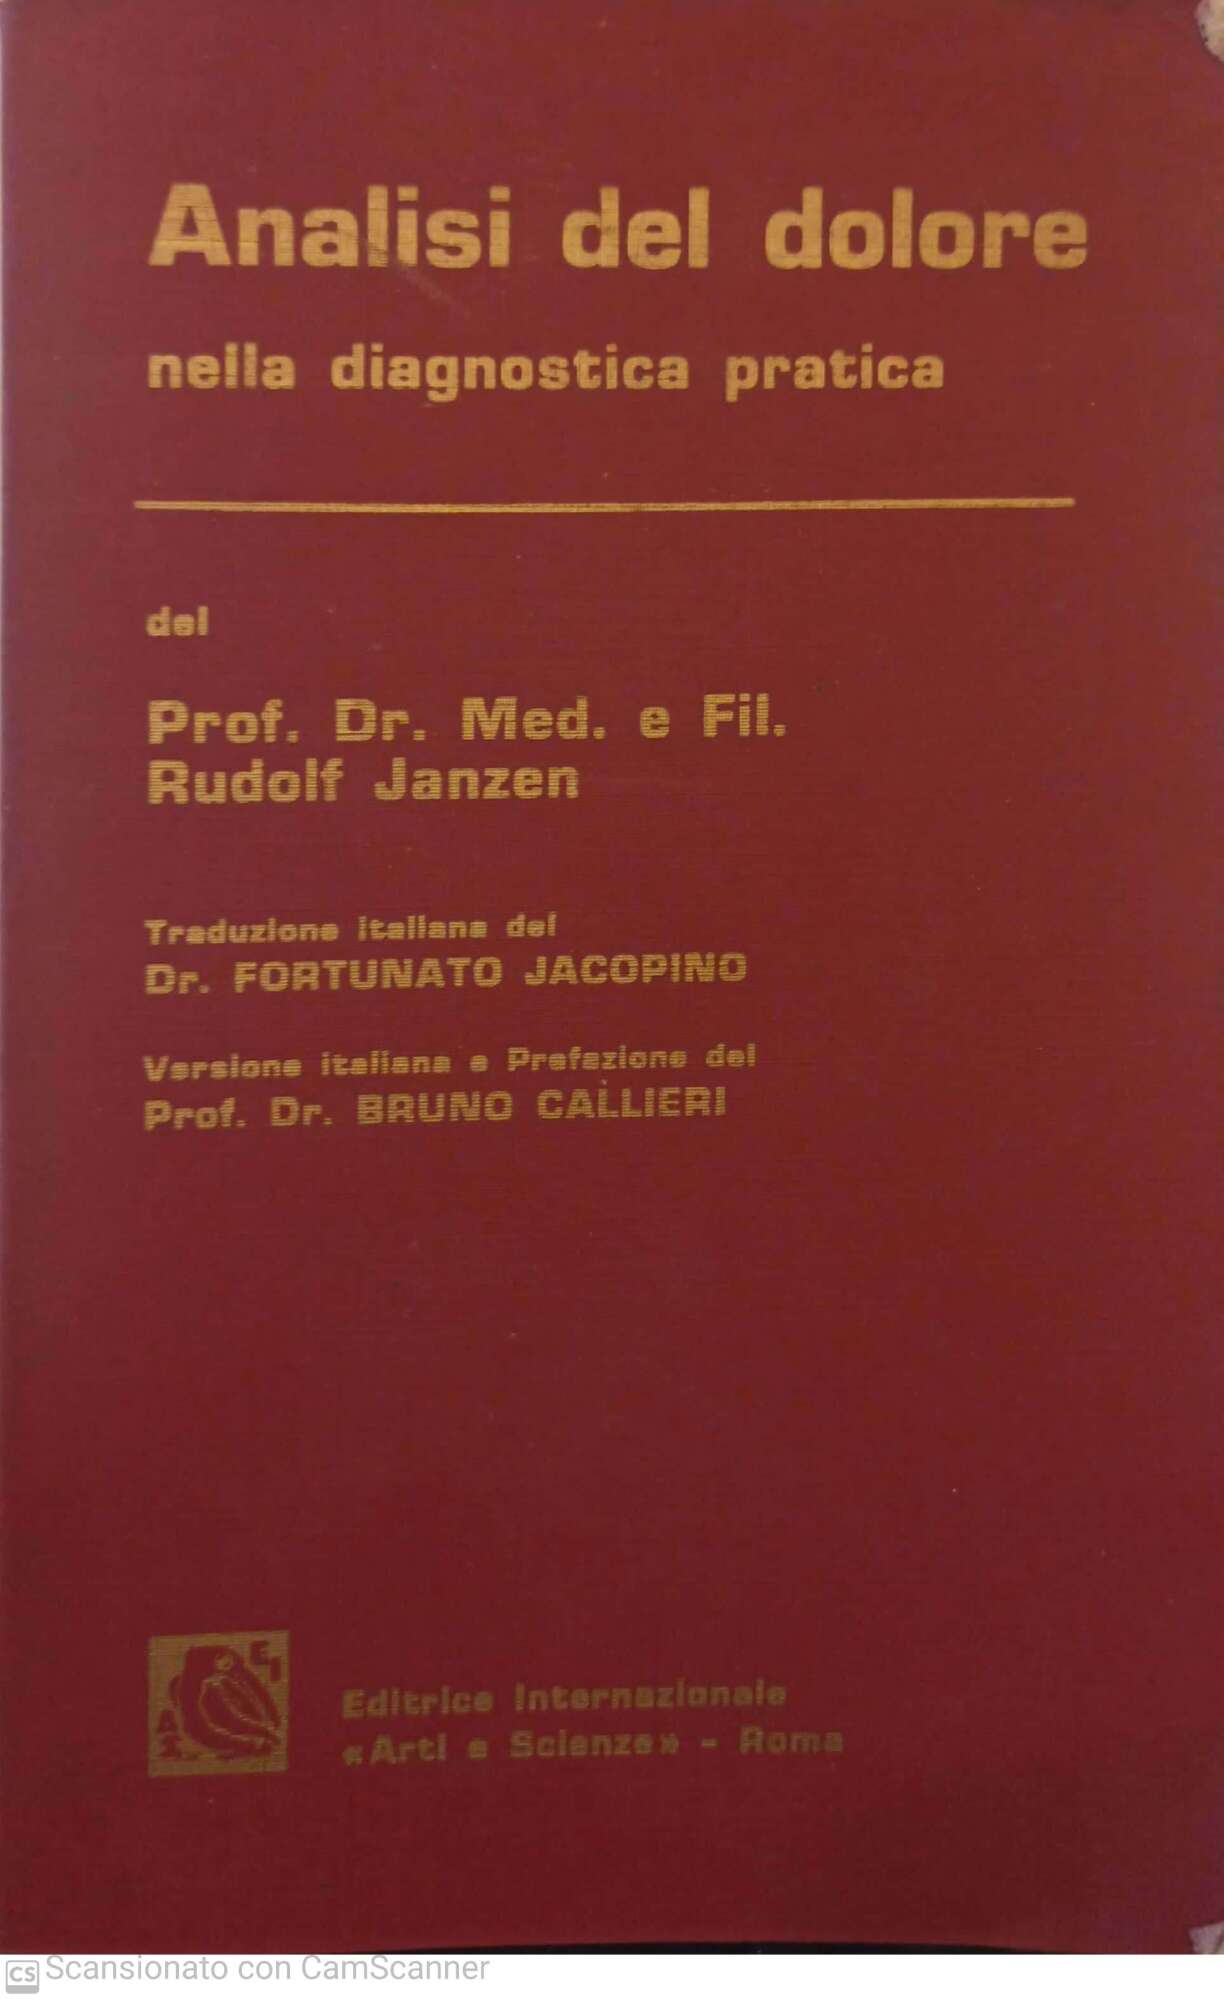 Analisi del dolore
nella diagnostica pratica
del
Prof. Dr. Med. e Fil.
Rudolf Janzen
Traduzione italiana del
Dr. FORTUNATO JACOPINO
Versione italiana e Prefazione del
Prof. Dr. BRUNO CALLIERI
E I
A S
Editrice Internazionale
«Arti e Scienze» - Roma
CS Scansionato con CamScanner